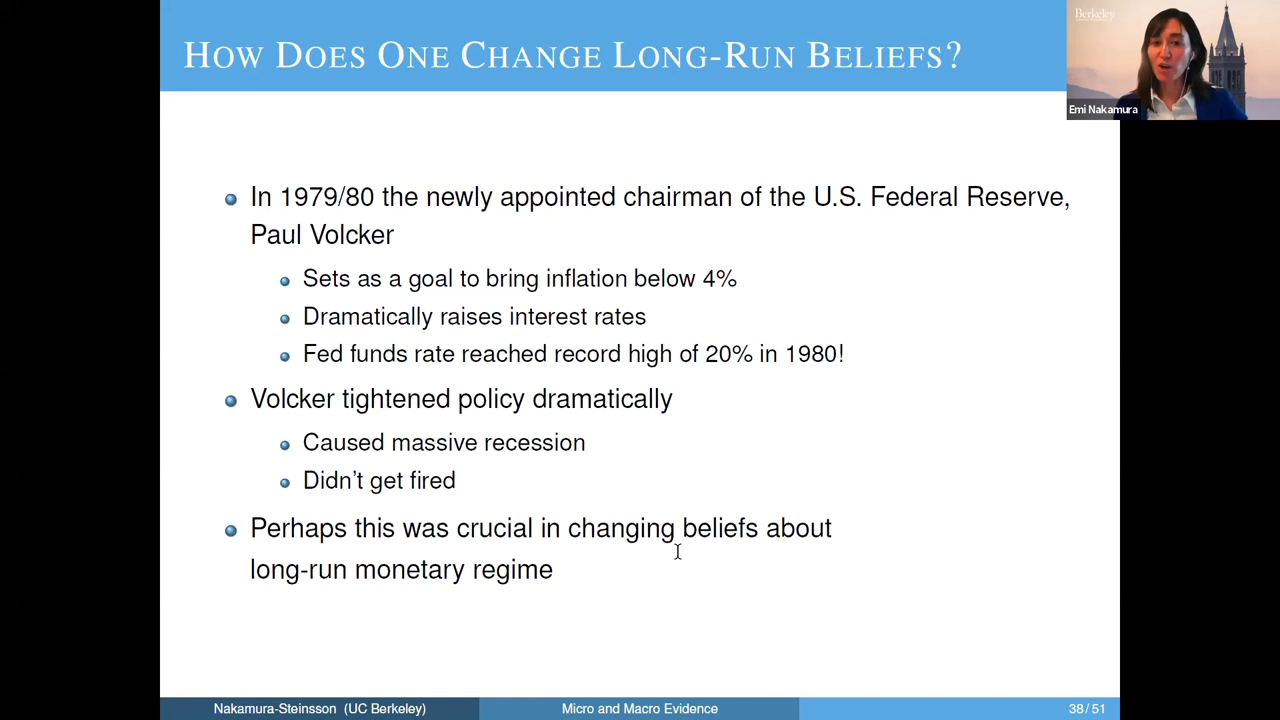 HOW DOES ONE CHANGE LONG-RUN BELIEFS?
Berkeley
Emi Nakamura
In 1979/80 the newly appointed chairman of the U.S. Federal Reserve,
Paul Volcker
Sets as a goal to bring inflation below 4%
Dramatically raises interest rates
Fed funds rate reached record high of 20% in 1980!
Volcker tightened policy dramatically
Caused massive recession
Didn't get fired
Perhaps this was crucial in changing beliefs about
long-run monetary regime
Nakamura-Steinsson (UC Berkeley)
Micro and Macro Evidence
38/51